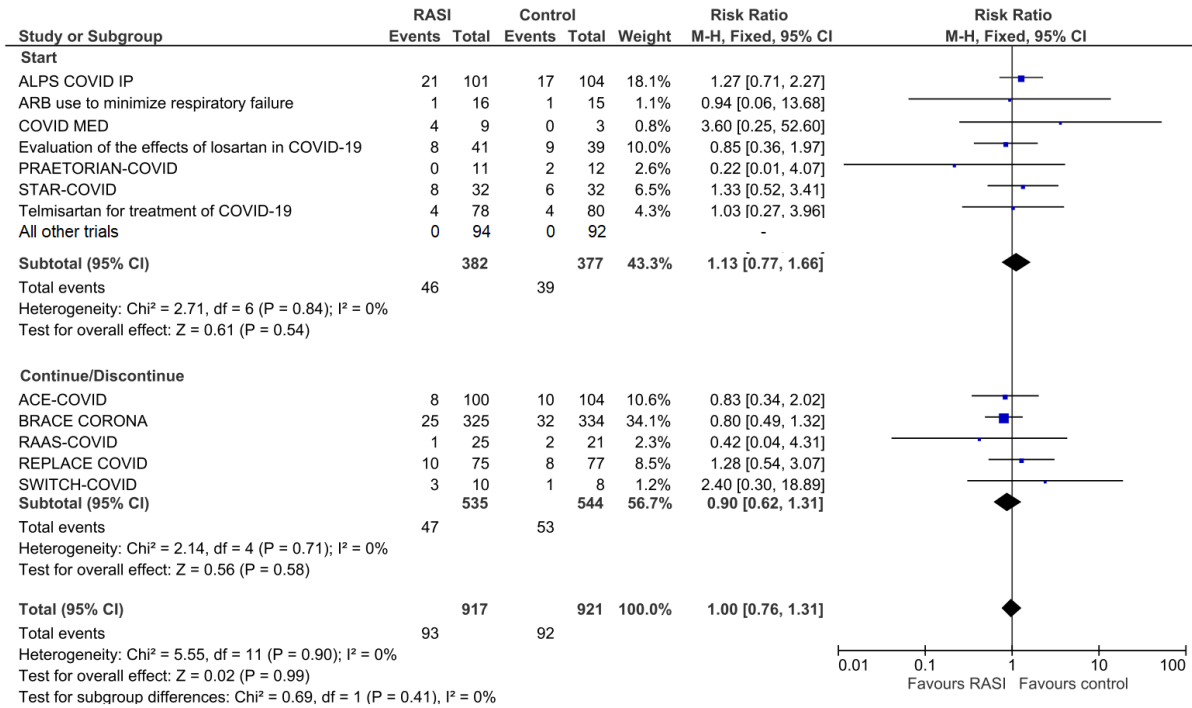 RASI Control Risk Ratio Risk Ratio
Study or Subgroup Events Total Events Total Weight M-H, Fixed, 95% CI M-H, Fixed, 95% CI
Start
ALPS COVID IP 21 101 17 104 18.1% 1.27 [0.71, 2.27]
ARB use to minimize respiratory failure 1 16 1 15 1.1% 0.94 [0.06, 13.68]
COVID MED 4 9 0 3 0.8% 3.60 [0.25, 52.60]
Evaluation of the effects of losartan in COVID-19 8 41 9 39 10.0% 0.85 [0.36, 1.97]
PRAETORIAN-COVID 0 11 2 12 2.6% 0.22 [0.01, 4.07]
STAR-COVID 8 32 6 32 6.5% 1.33 [0.52, 3.41]
Telmisartan for treatment of COVID-19 4 78 4 80 4.3% 1.03 [0.27, 3.96]
All other trials 0 94 0 92 -
Subtotal (95% CI) 382 377 43.3% 1.13 [0.77, 1.66]
Total events 46 39
Heterogeneity: Chi² = 2.71, df = 6 (P = 0.84); I² = 0%
Test for overall effect: Z = 0.61 (P = 0.54)
Continue/Discontinue
ACE-COVID 8 100 10 104 10.6% 0.83 [0.34, 2.02]
BRACE CORONA 25 325 32 334 34.1% 0.80 [0.49, 1.32]
RAAS-COVID 1 25 2 21 2.3% 0.42 [0.04, 4.31]
REPLACE COVID 10 75 8 77 8.5% 1.28 [0.54, 3.07]
SWITCH-COVID 3 10 1 8 1.2% 2.40 [0.30, 18.89]
Subtotal (95% CI) 535 544 56.7% 0.90 [0.62, 1.31]
Total events 47 53
Heterogeneity: Chi² = 2.14, df = 4 (P = 0.71); I² = 0%
Test for overall effect: Z = 0.56 (P = 0.58)
Total (95% CI) 917 921 100.0% 1.00 [0.76, 1.31]
Total events 93 92
Heterogeneity: Chi² = 5.55, df = 11 (P = 0.90); I² = 0%
Test for overall effect: Z = 0.02 (P = 0.99)
Test for subgroup differences: Chi² = 0.69, df = 1 (P = 0.41), I² = 0%
0.01 0.1 1 10 100
Favours RASI Favours control